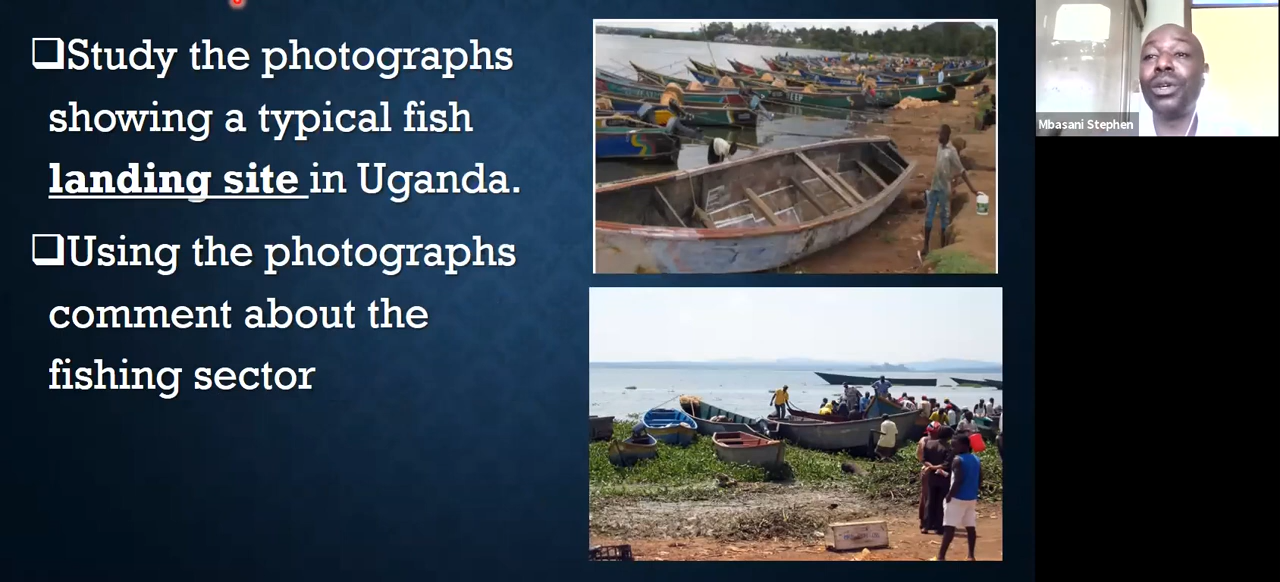 ❑Study the photographs
showing a typical fish
landing site in Uganda.
❑Using the photographs
comment about the
fishing sector
Mbasani Stephen